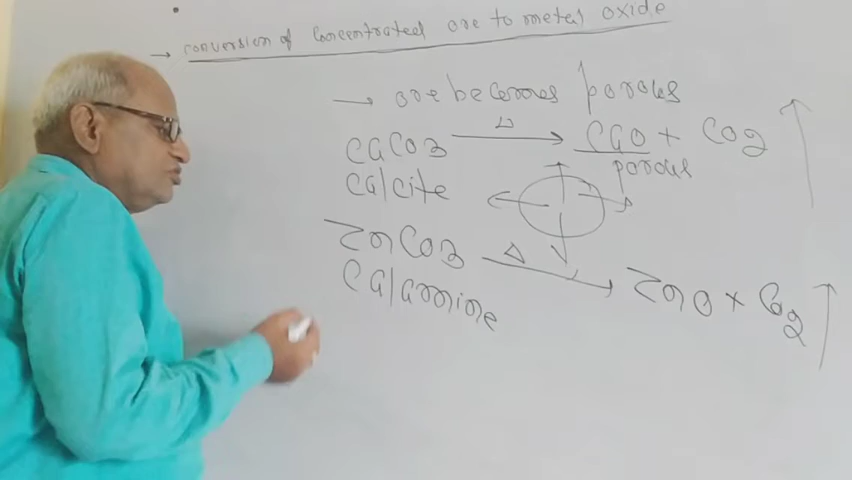 → conversion of concentrated ore to metal oxide
→ ore becomes porous
CaCO3 Δ→ CaO + CO2 ↑
Calcite porous
ZnCO3 Δ→ ZnO + CO2 ↑
Calamine